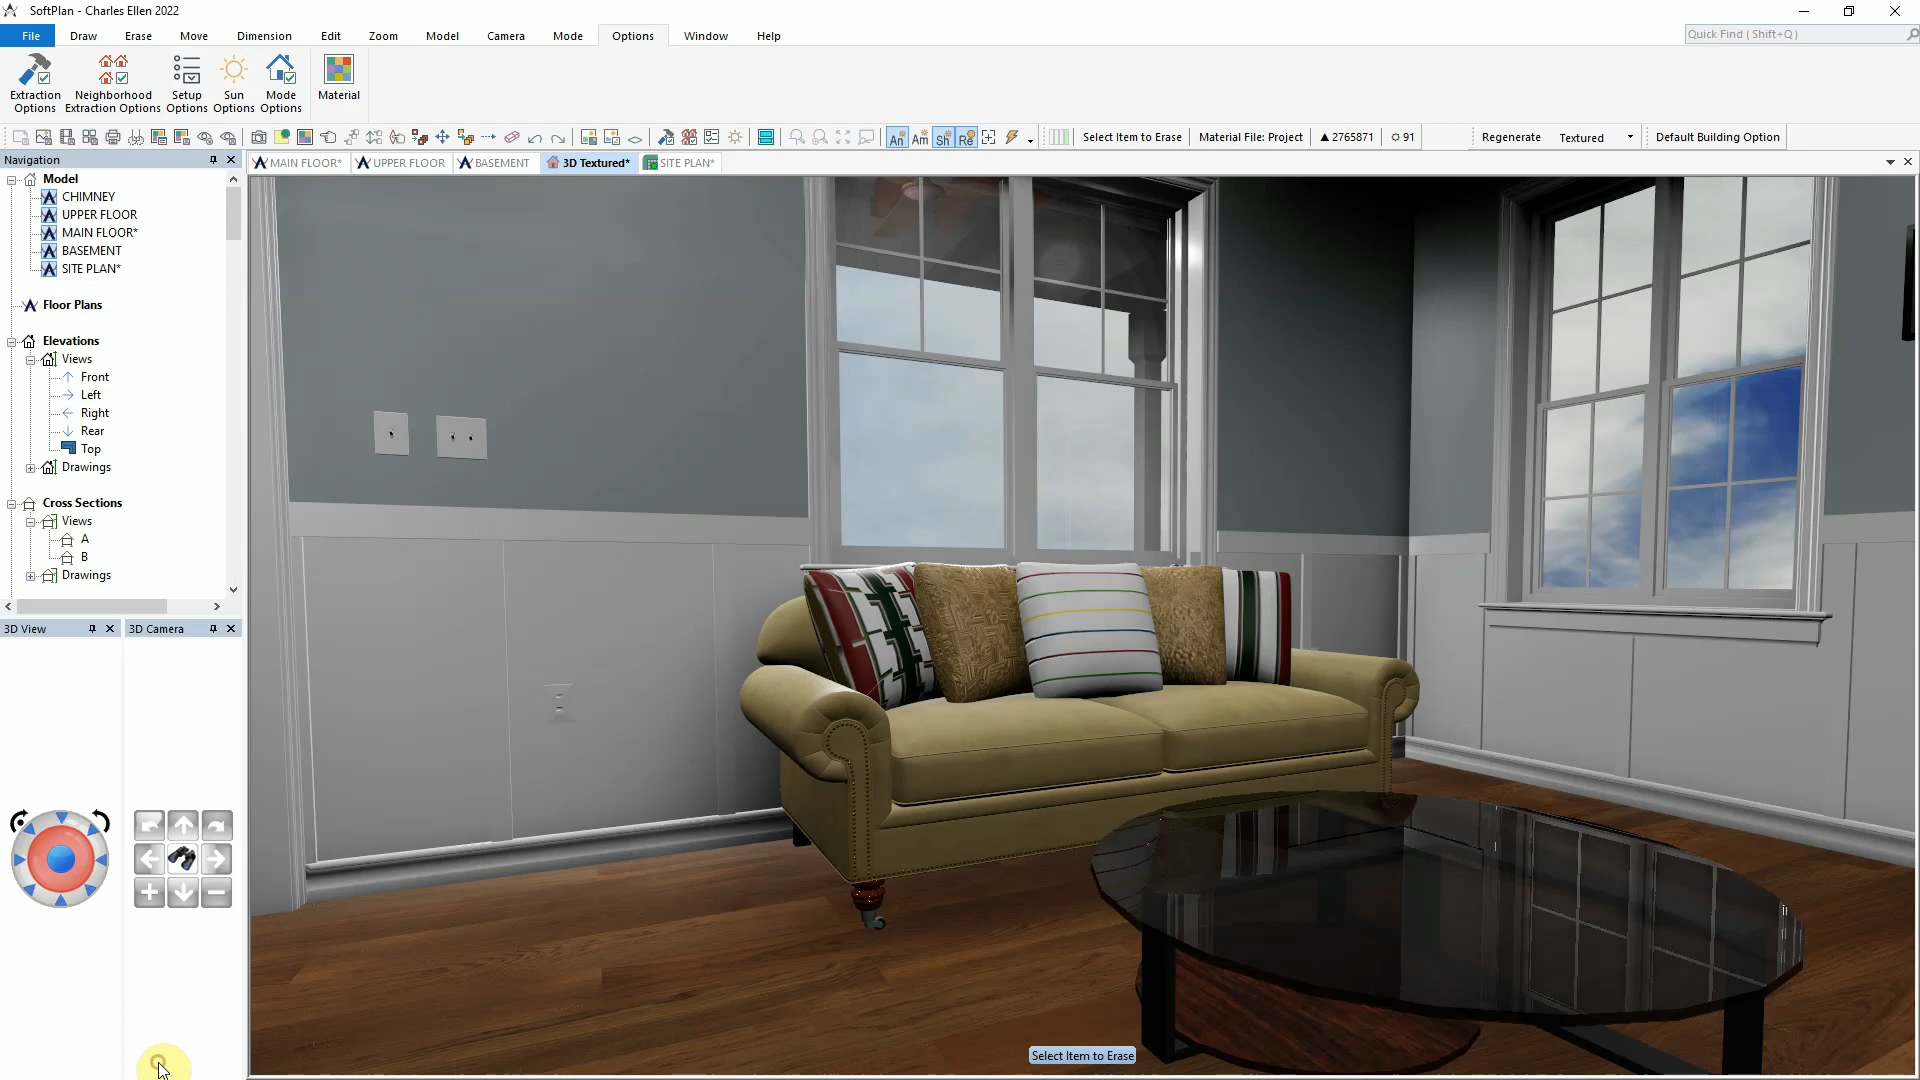 SoftPlan - Charles Ellen 2022
File Draw Erase Move Dimension Edit Zoom Model Camera Mode Options Window Help
Quick Find ( Shift+Q )
Extraction Options
Neighborhood Extraction Options
Setup Options
Sun Options
Mode Options
Material
An Am Sh Re
Select Item to Erase
Material File: Project
2765871
91
Regenerate
Textured
Default Building Option
Navigation
MAIN FLOOR*
UPPER FLOOR
BASEMENT
3D Textured*
SITE PLAN*
Model
CHIMNEY
UPPER FLOOR
MAIN FLOOR*
BASEMENT
SITE PLAN*
Floor Plans
Elevations
Views
Front
Left
Right
Rear
Top
Drawings
Cross Sections
Views
A
B
Drawings
3D View
3D Camera
Select Item to Erase